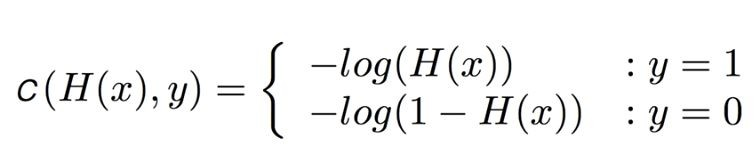 c(H(x), y) = { −log(H(x)) : y = 1
−log(1 − H(x)) : y = 0